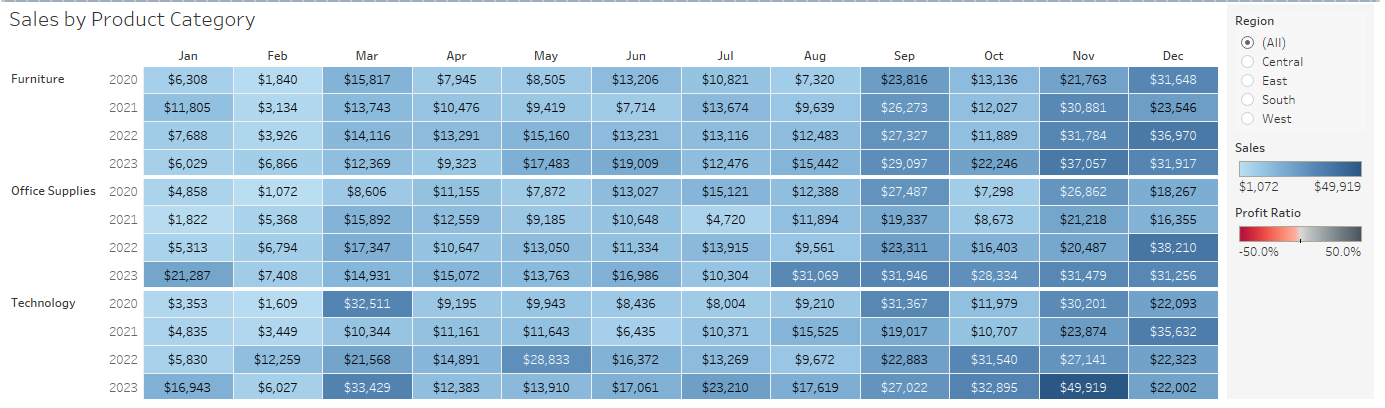 Sales by Product Category
Jan Feb Mar Apr May Jun Jul Aug Sep Oct Nov Dec
Furniture 2020 $6,308 $1,840 $15,817 $7,945 $8,505 $13,206 $10,821 $7,320 $23,816 $13,136 $21,763 $31,648
2021 $11,805 $3,134 $13,743 $10,476 $9,419 $7,714 $13,674 $9,639 $26,273 $12,027 $30,881 $23,546
2022 $7,688 $3,926 $14,116 $13,291 $15,160 $13,231 $13,116 $12,483 $27,327 $11,889 $31,784 $36,970
2023 $6,029 $6,866 $12,369 $9,323 $17,483 $19,009 $12,476 $15,442 $29,097 $22,246 $37,057 $31,917
Office Supplies 2020 $4,858 $1,072 $8,606 $11,155 $7,872 $13,027 $15,121 $12,388 $27,487 $7,298 $26,862 $18,267
2021 $1,822 $5,368 $15,892 $12,559 $9,185 $10,648 $4,720 $11,894 $19,337 $8,673 $21,218 $16,355
2022 $5,313 $6,794 $17,347 $10,647 $13,050 $11,334 $13,915 $9,561 $23,311 $16,403 $20,487 $38,210
2023 $21,287 $7,408 $14,931 $15,072 $13,763 $16,986 $10,304 $31,069 $31,946 $28,334 $31,479 $31,256
Technology 2020 $3,353 $1,609 $32,511 $9,195 $9,943 $8,436 $8,004 $9,210 $31,367 $11,979 $30,201 $22,093
2021 $4,835 $3,449 $10,344 $11,161 $11,643 $6,435 $10,371 $15,525 $19,017 $10,707 $23,874 $35,632
2022 $5,830 $12,259 $21,568 $14,891 $28,833 $16,372 $13,269 $9,672 $22,883 $31,540 $27,141 $22,323
2023 $16,943 $6,027 $33,429 $12,383 $13,910 $17,061 $23,210 $17,619 $27,022 $32,895 $49,919 $22,002
Region
(All)
Central
East
South
West
Sales
$1,072 $49,919
Profit Ratio
-50.0% 50.0%